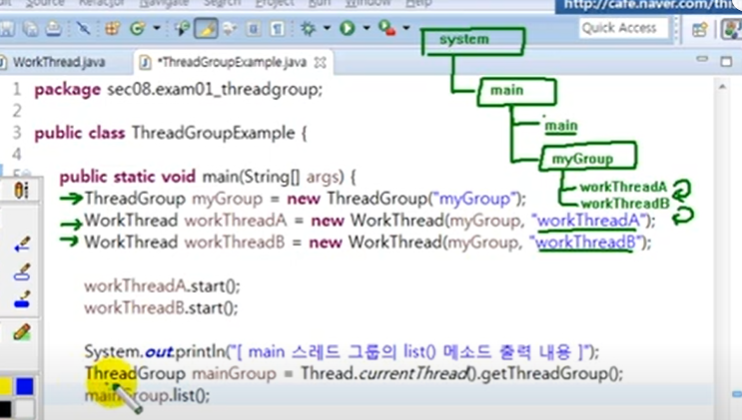 Source Refactor Navigate Search Project Run Window Help
http://cafe.naver.com/thi
Quick Access
WorkThread.java
*ThreadGroupExample.java
system
main
main
myGroup
workThreadA
workThreadB
1 package sec08.exam01_threadgroup;
2
3 public class ThreadGroupExample {
4
public static void main(String[] args) {
ThreadGroup myGroup = new ThreadGroup("myGroup");
WorkThread workThreadA = new WorkThread(myGroup, "workThreadA");
WorkThread workThreadB = new WorkThread(myGroup, "workThreadB");
workThreadA.start();
workThreadB.start();
System.out.println("[ main 스레드 그룹의 list() 메소드 출력 내용 ]");
ThreadGroup mainGroup = Thread.currentThread().getThreadGroup();
mainGroup.list();